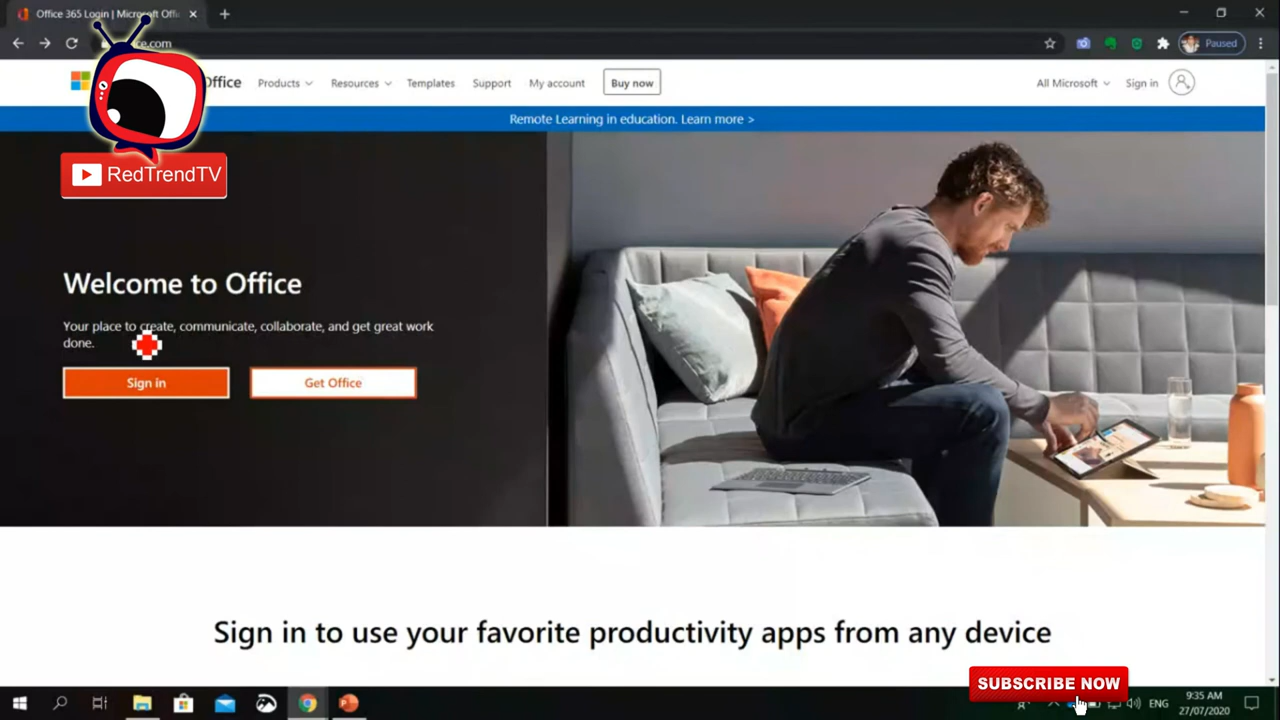 Office 365 Login | Microsoft Offi
ce.com
Paused
Office
Products
Resources
Templates
Support
My account
Buy now
All Microsoft
Sign in
Remote Learning in education. Learn more >
RedTrendTV
Welcome to Office
Your place to create, communicate, collaborate, and get great work
done.
Sign in
Get Office
Sign in to use your favorite productivity apps from any device
SUBSCRIBE NOW
ENG
9:35 AM
27/07/2020